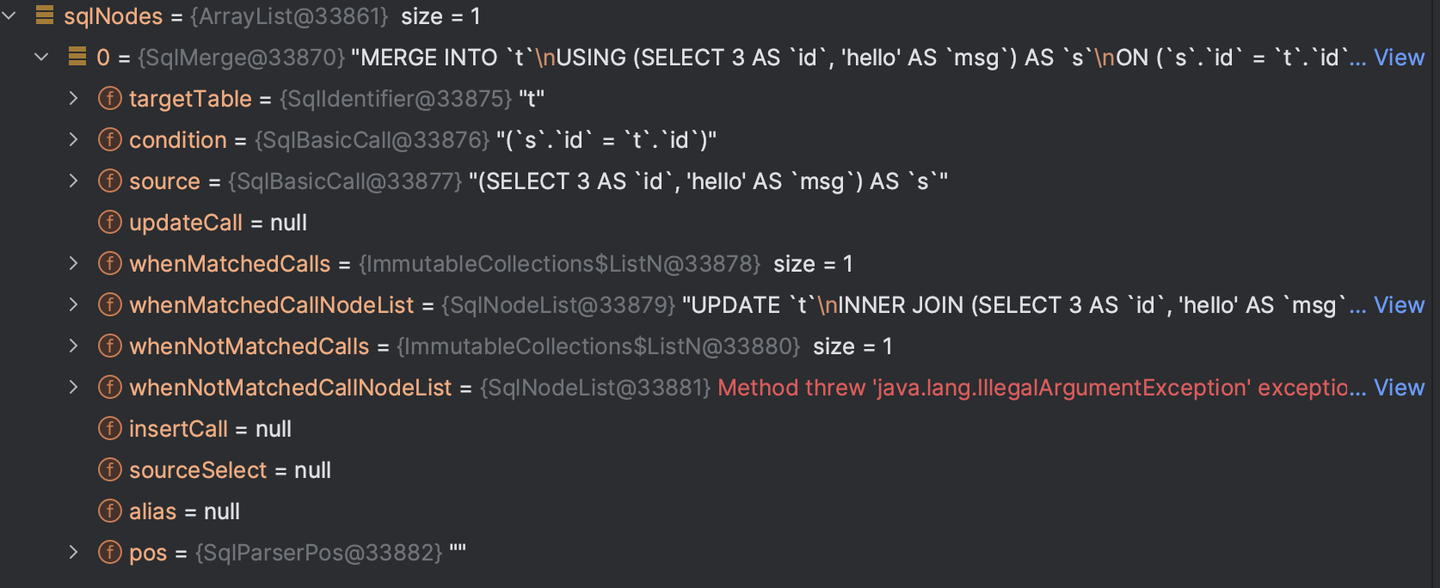 sqlNodes = {ArrayList@33861} size = 1
0 = {SqlMerge@33870} "MERGE INTO `t`\nUSING (SELECT 3 AS `id`, 'hello' AS `msg`) AS `s`\nON (`s`.`id` = `t`.`id`... View
f targetTable = {SqlIdentifier@33875} "t"
f condition = {SqlBasicCall@33876} "(`s`.`id` = `t`.`id`)"
f source = {SqlBasicCall@33877} "(SELECT 3 AS `id`, 'hello' AS `msg`) AS `s`"
f updateCall = null
f whenMatchedCalls = {ImmutableCollections$ListN@33878} size = 1
f whenMatchedCallNodeList = {SqlNodeList@33879} "UPDATE `t`\nINNER JOIN (SELECT 3 AS `id`, 'hello' AS `msg`... View
f whenNotMatchedCalls = {ImmutableCollections$ListN@33880} size = 1
f whenNotMatchedCallNodeList = {SqlNodeList@33881} Method threw 'java.lang.IllegalArgumentException' exceptio... View
f insertCall = null
f sourceSelect = null
f alias = null
f pos = {SqlParserPos@33882} ""